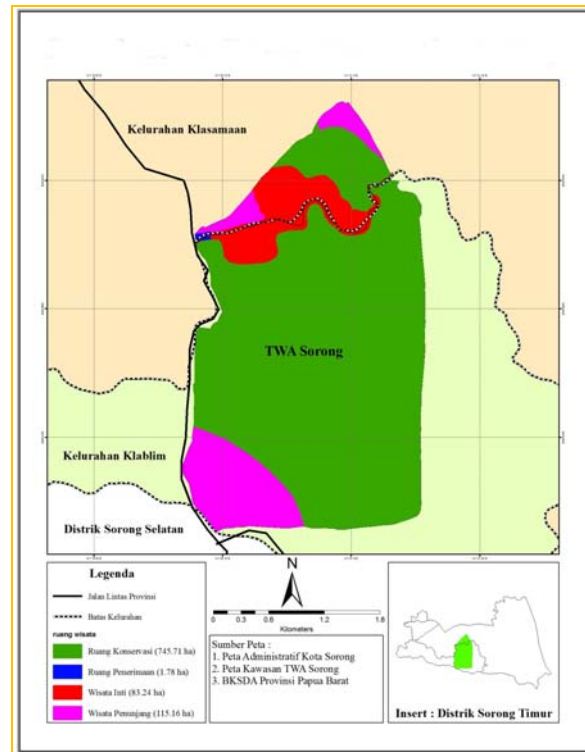 Kelurahan Klasamaan
TWA Sorong
Kelurahan Klablim
Distrik Sorong Selatan
Legenda
Jalan Lintas Provinsi
Batas Kelurahan
ruang wisata
Ruang Konservasi (745.71 ha)
Ruang Penerimaan (1.78 ha)
Wisata Inti (83.24 ha)
Wisata Penunjang (115.16 ha)
N
0 0.3 0.6 1.2 1.8
Kilometers
Sumber Peta :
1. Peta Administratif Kota Sorong
2. Peta Kawasan TWA Sorong
3. BKSDA Provinsi Papua Barat
Insert : Distrik Sorong Timur